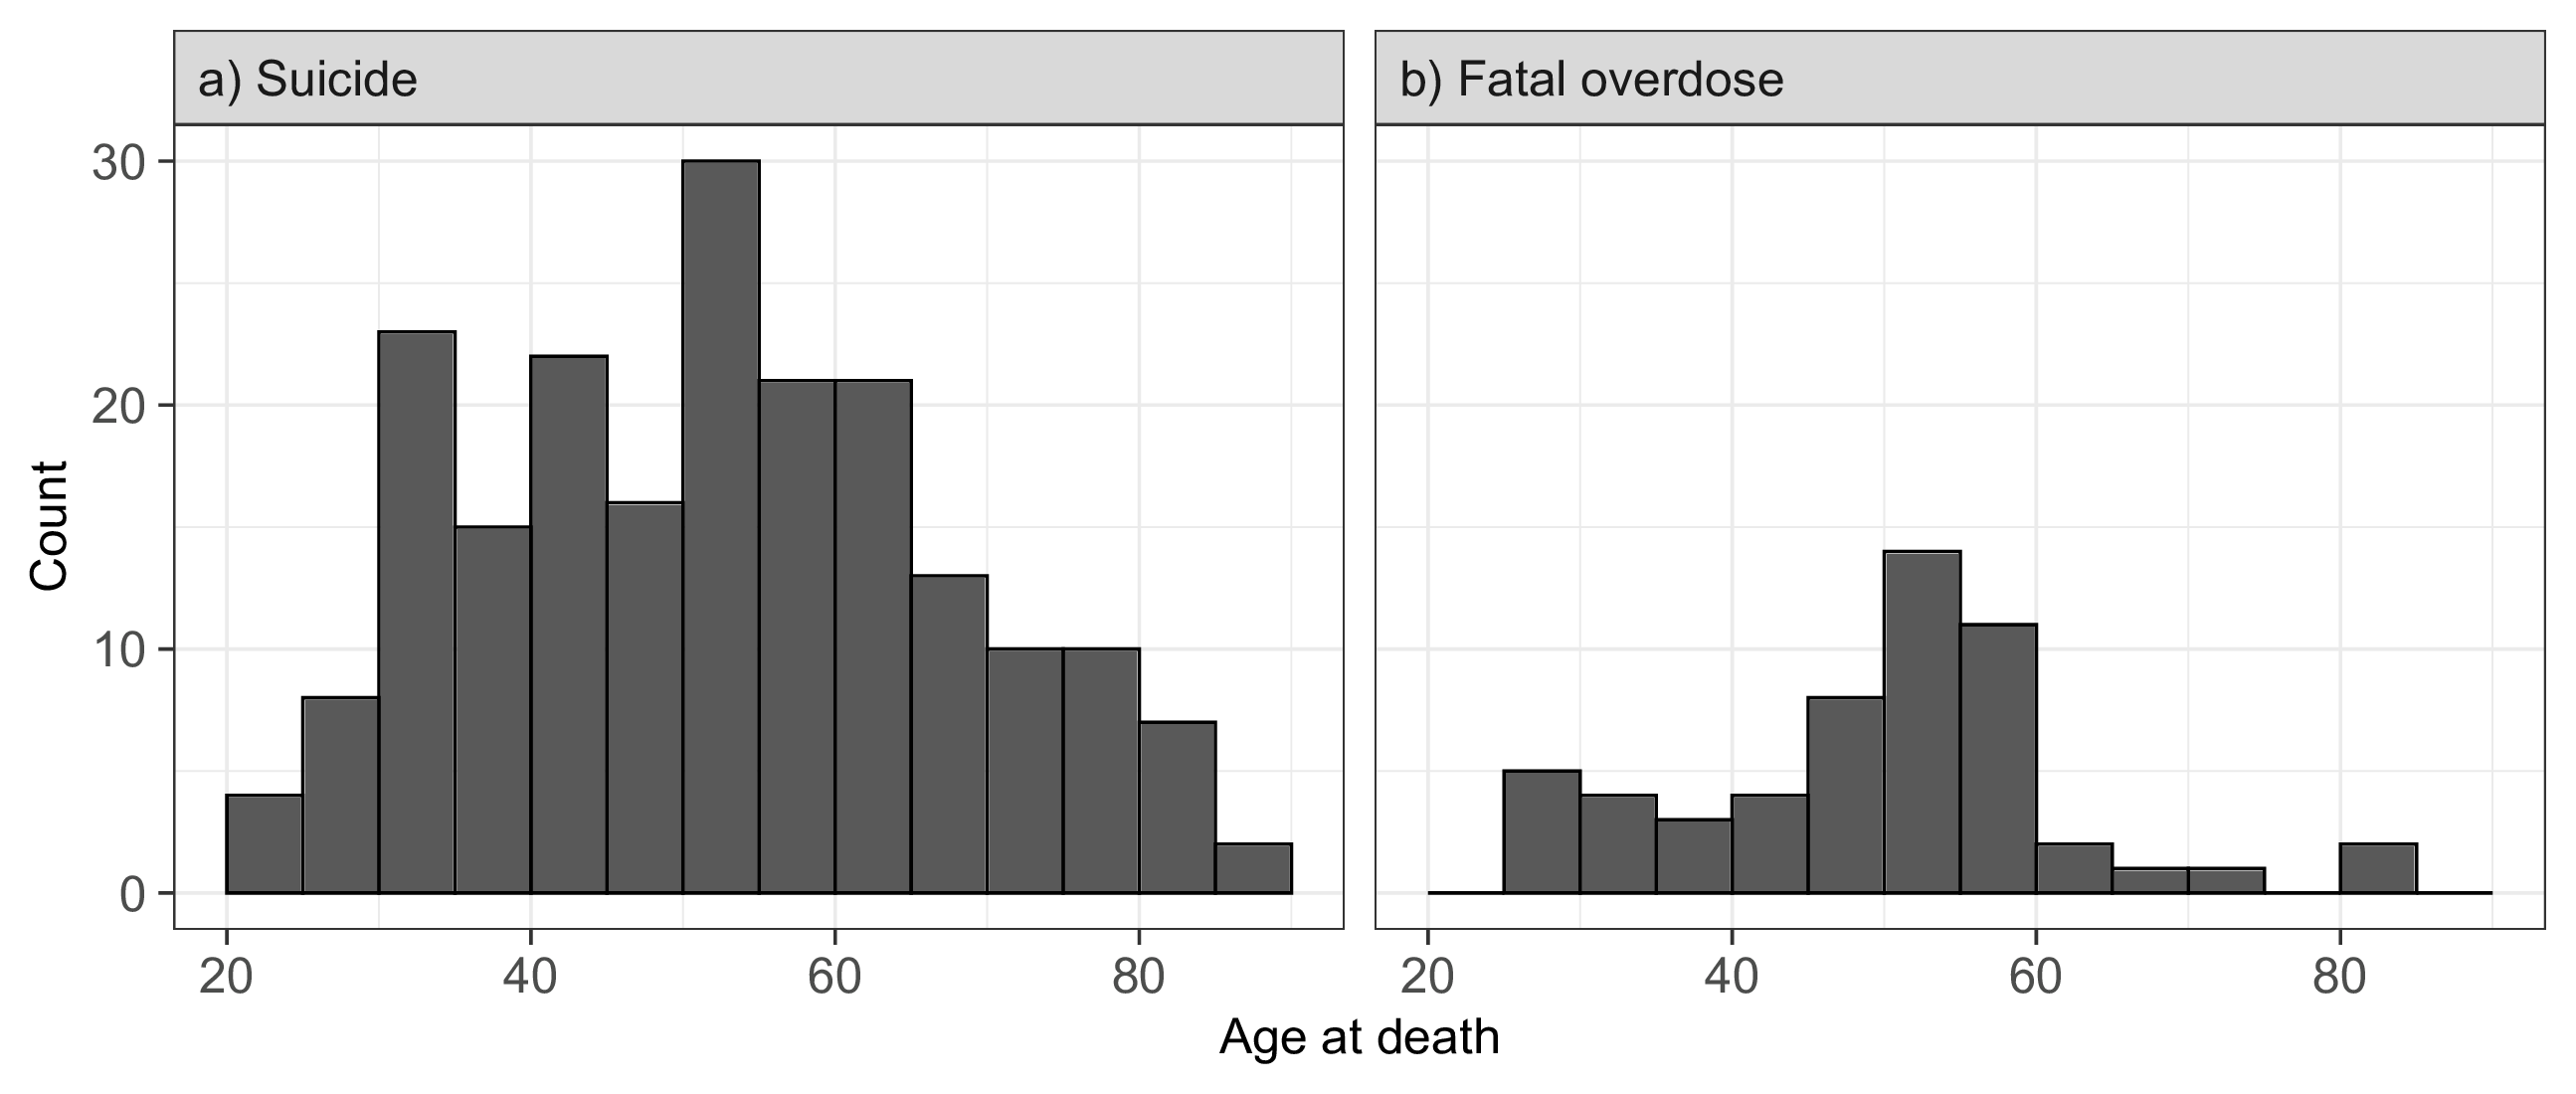 a) Suicide
b) Fatal overdose
Count
30
20
10
0
20 40 60 80
20 40 60 80
Age at death